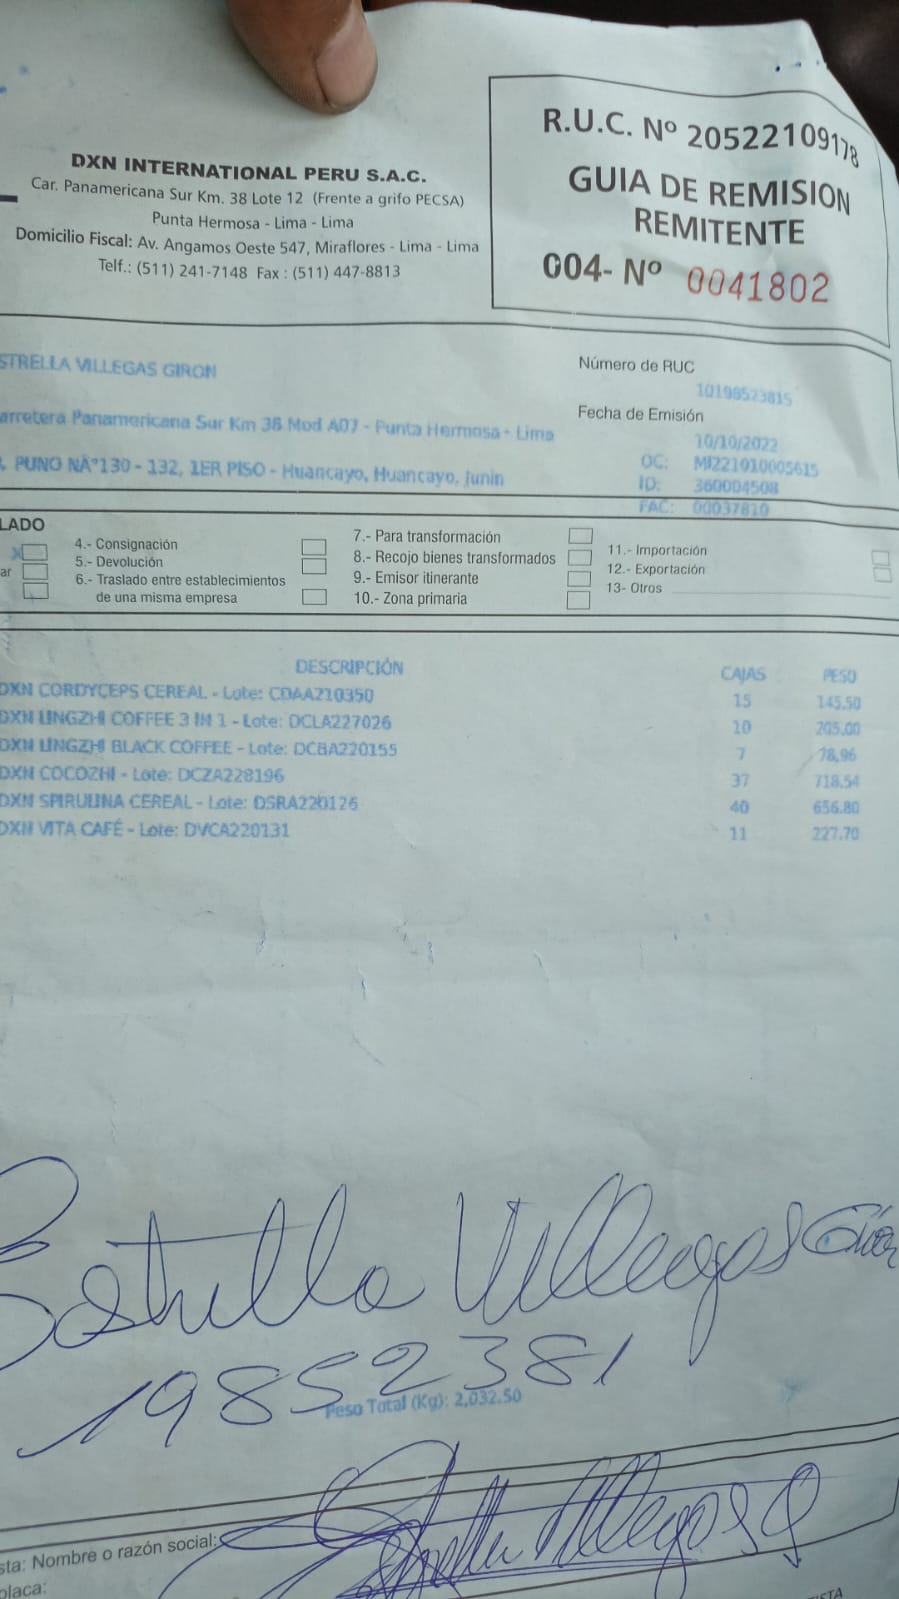 DXN INTERNATIONAL PERU S.A.C.
Car. Panamericana Sur Km. 38 Lote 12 (Frente a grifo PECSA)
Punta Hermosa - Lima - Lima
Domicilio Fiscal: Av. Angamos Oeste 547, Miraflores - Lima - Lima
Telf.: (511) 241-7148 Fax : (511) 447-8813
R.U.C. Nº 20522109178
GUIA DE REMISION
REMITENTE
004- Nº 0041802
STRELLA VILLEGAS GIRON
Número de RUC
10198523815
arretera Panamericana Sur Km 38 Mod A07 - Punta Hermosa - Lima
Fecha de Emisión
10/10/2022
. PUNO NÂº130 - 132, 1ER PISO - Huancayo, Huancayo, Junin
OC: MI221010005615
ID: 360004508
FAC: 00037810
LADO
X
ar
4.- Consignación
5.- Devolución
6.- Traslado entre establecimientos
de una misma empresa
7.- Para transformación
8.- Recojo bienes transformados
9.- Emisor itinerante
10.- Zona primaria
11.- Importación
12.- Exportación
13- Otros
DESCRIPCIÓN CAJAS PESO
DXN CORDYCEPS CEREAL - Lote: CDAA210350 15 145.50
DXN LINGZHI COFFEE 3 IN 1 - Lote: DCLA227026 10 205.00
DXN LINGZHI BLACK COFFEE - Lote: DCBA220155 7 78.96
DXN COCOZHI - Lote: DCZA228196 37 718.54
DXN SPIRULINA CEREAL - Lote: DSRA220126 40 656.80
DXN VITA CAFÉ - Lote: DVCA220131 11 227.70
Estrella Villegas Girón
19852381
Peso Total (Kg): 2,032.50
sta: Nombre o razón social:
placa: